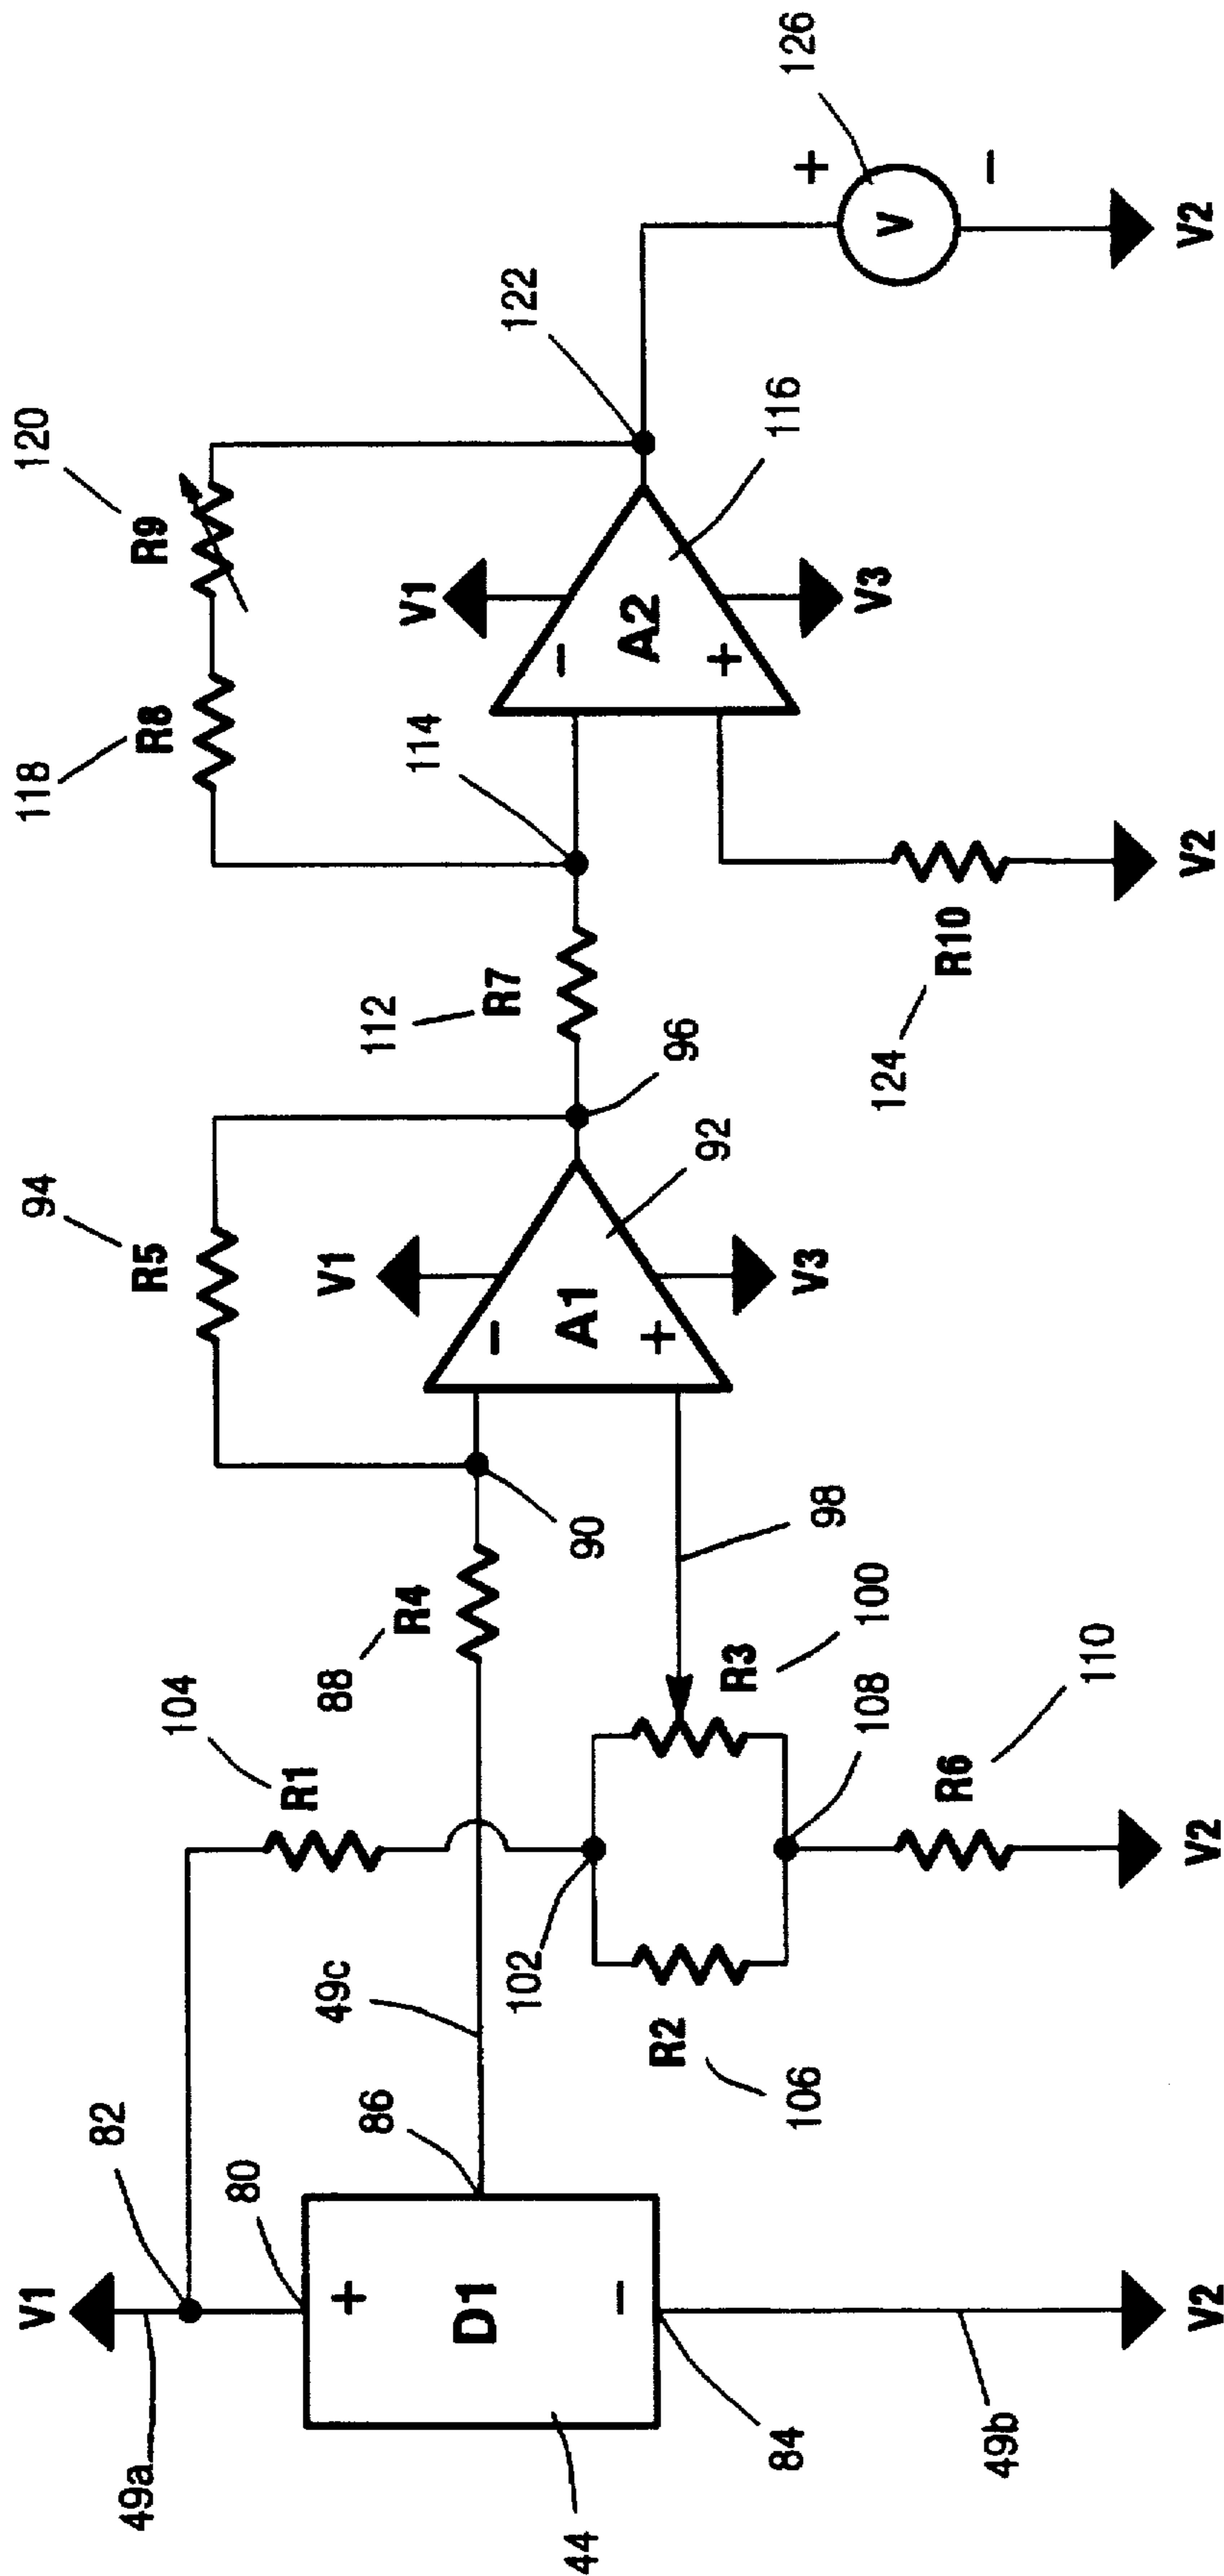 V1
82
49a
80
+
D1
−
44
84
49b
V2
86
49c
104
R1
88
R4
90
102
R2
106
R3
100
98
108
R6
110
V2
94
R5
V1
−
A1
+
V3
92
96
112
R7
114
118
R8
R9
120
V1
−
A2
+
V3
116
122
124
R10
V2
126
+
V
−
V2